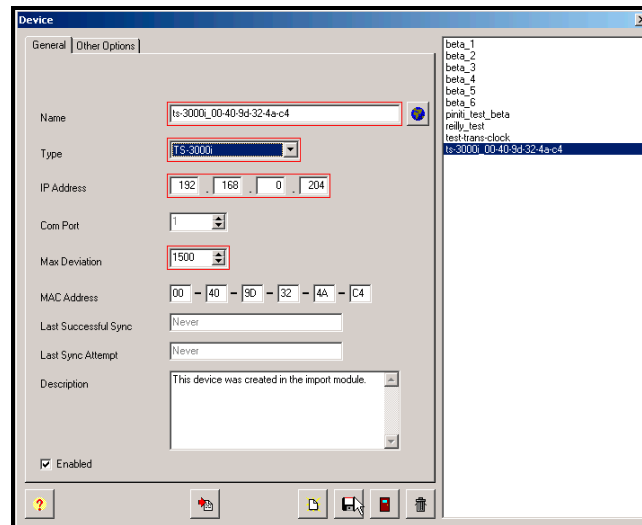 Device
General Other Options
Name ts-3000i_00-40-9d-32-4a-c4
Type TS-3000i
IP Address 192 . 168 . 0 . 204
Com Port 1
Max Deviation 1500
MAC Address 00 - 40 - 9D - 32 - 4A - C4
Last Successful Sync Never
Last Sync Attempt Never
Description This device was created in the import module.
Enabled
?
beta_1
beta_2
beta_3
beta_4
beta_5
beta_6
piniti_test_beta
reilly_test
test-trans-clock
ts-3000i_00-40-9d-32-4a-c4